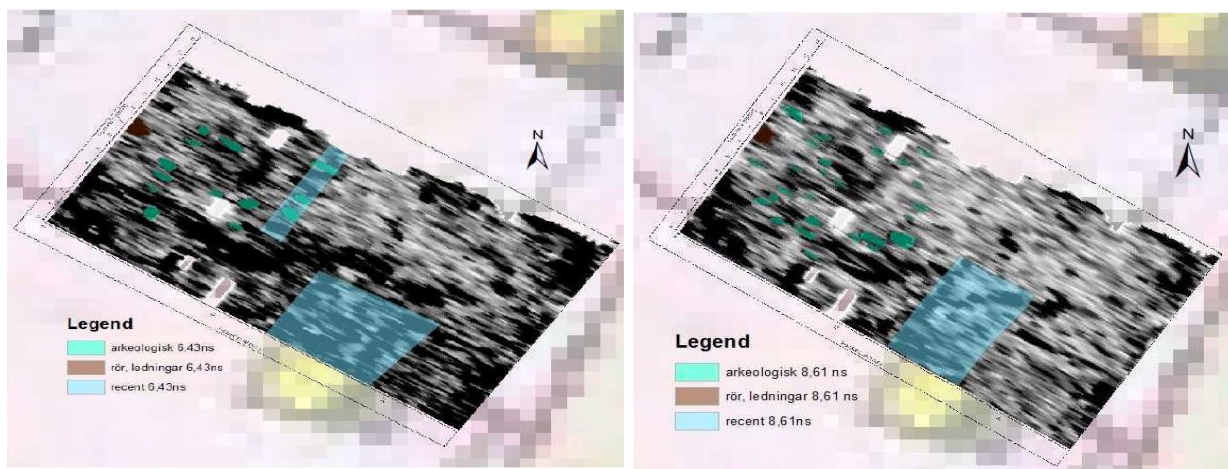 N
Legend
arkeologisk 6,43ns
rör, ledningar 6,43ns
recent 6,43ns
N
Legend
arkeologisk 8,61 ns
rör, ledningar 8,61 ns
recent 8,61ns